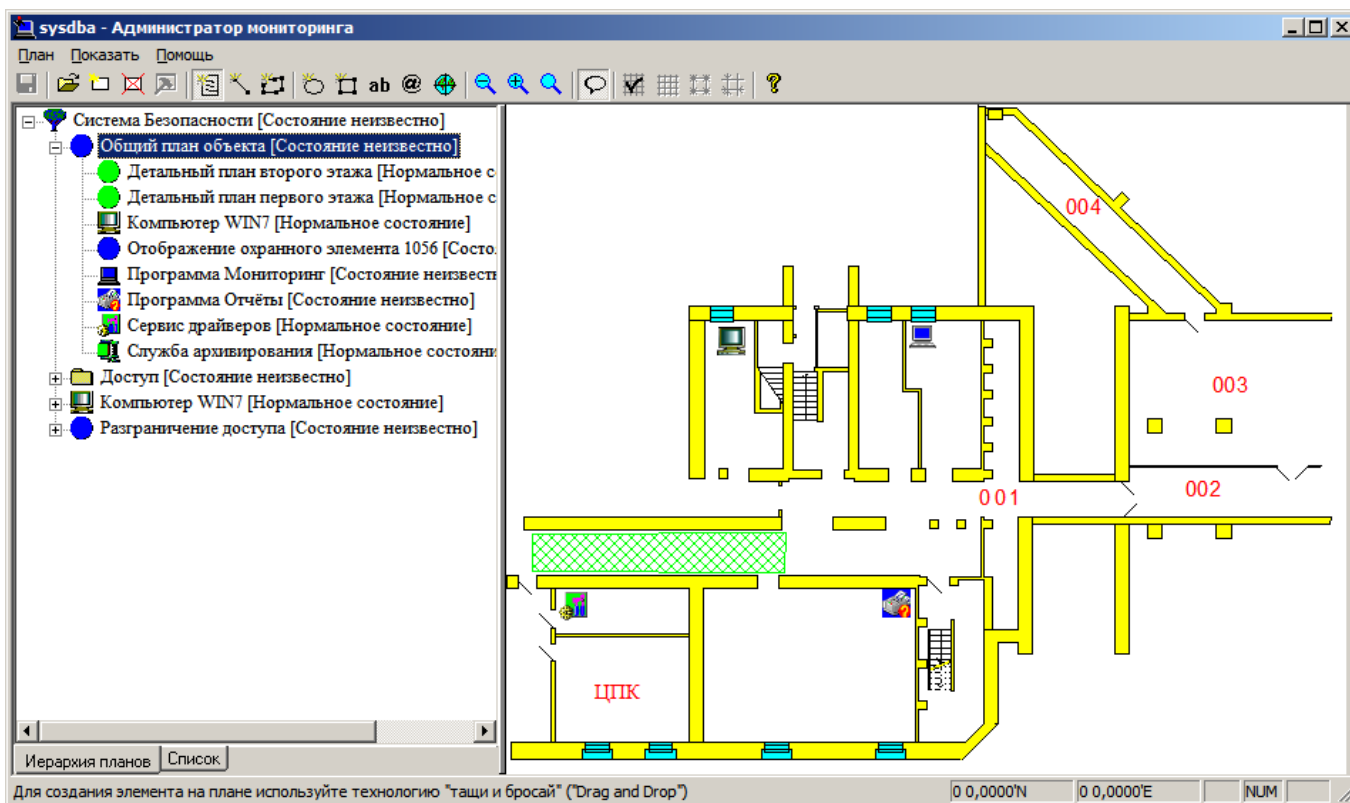 sysdba - Администратор мониторинга
План Показать Помощь
ab @ ?
Система Безопасности [Состояние неизвестно]
Общий план объекта [Состояние неизвестно]
Детальный план второго этажа [Нормальное с
Детальный план первого этажа [Нормальное с
Компьютер WIN7 [Нормальное состояние]
Отображение охранного элемента 1056 [Состо.
Программа Мониторинг [Состояние неизвестн
Программа Отчёты [Состояние неизвестно]
Сервис драйверов [Нормальное состояние]
Служба архивирования [Нормальное состояни
Доступ [Состояние неизвестно]
Компьютер WIN7 [Нормальное состояние]
Разграничение доступа [Состояние неизвестно]
004
003
002
001
ЦПК
Иерархия планов Список
Для создания элемента на плане используйте технологию "тащи и бросай" ("Drag and Drop") 0 0,0000'N 0 0,0000'E NUM